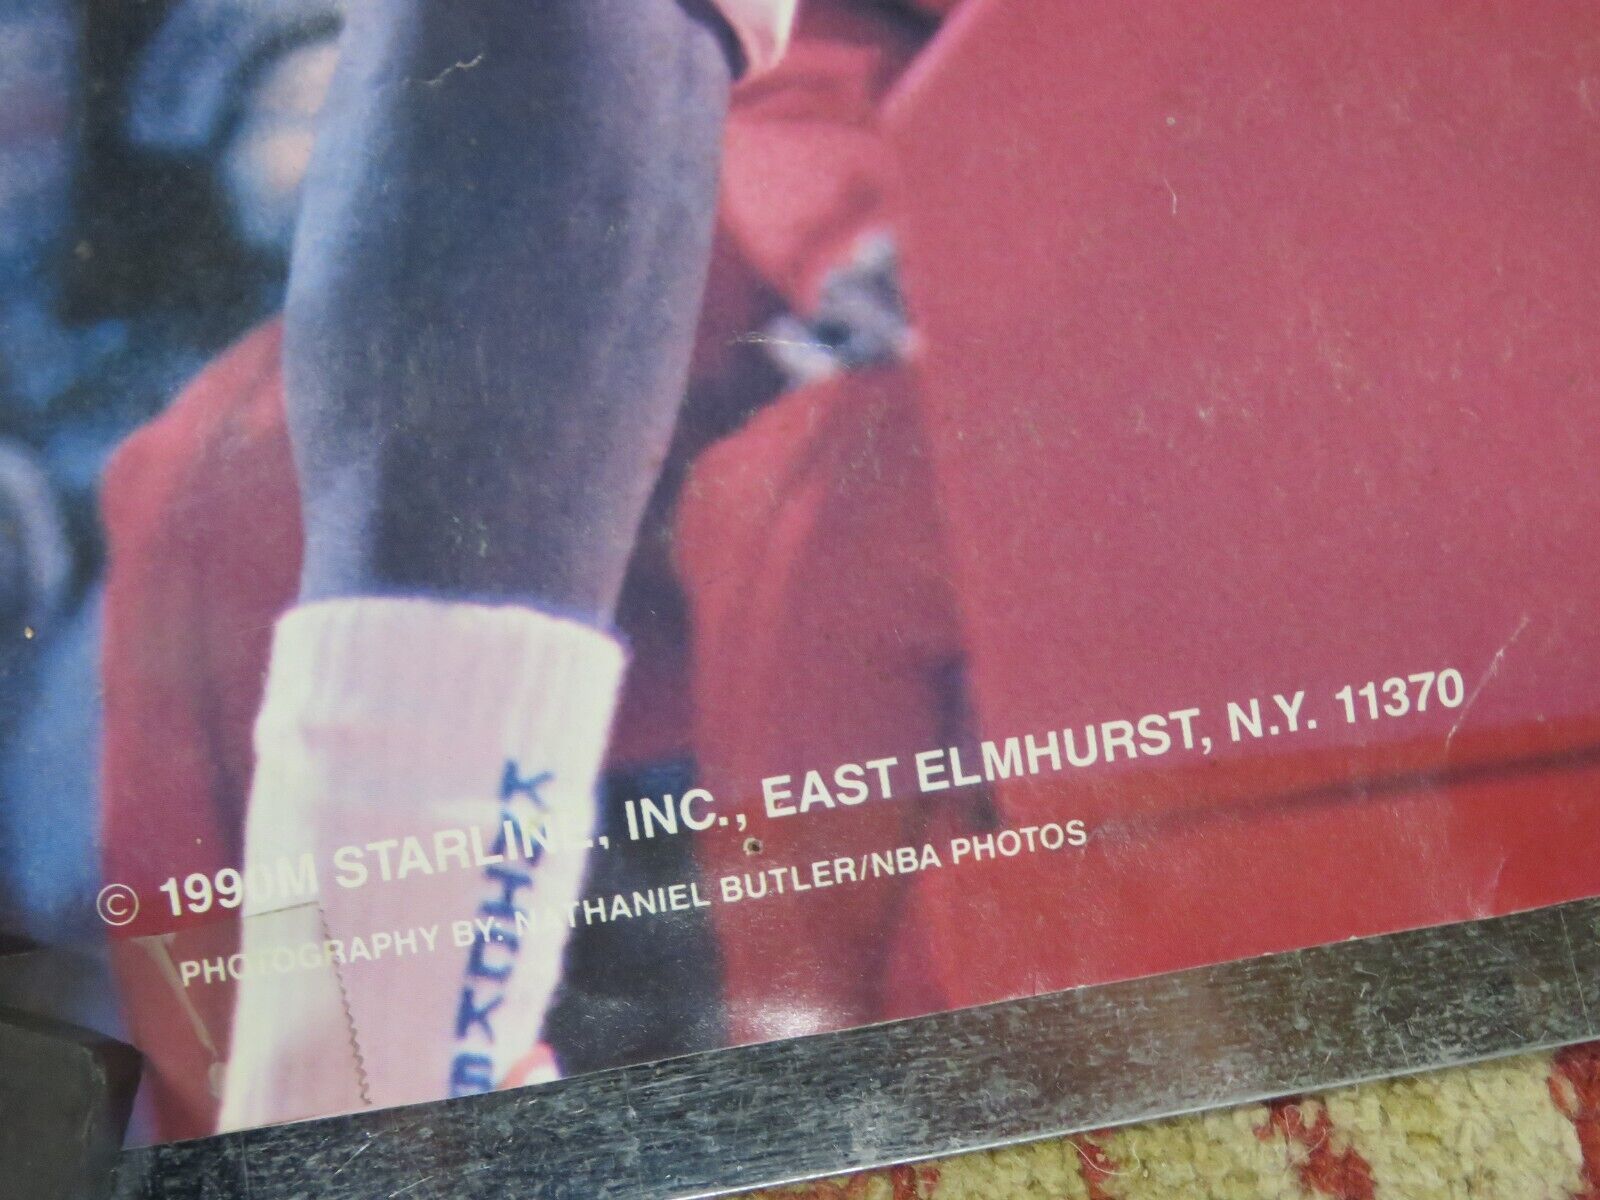 © 1990M STARLINE, INC., EAST ELMHURST, N.Y. 11370
PHOTOGRAPHY BY: NATHANIEL BUTLER/NBA PHOTOS